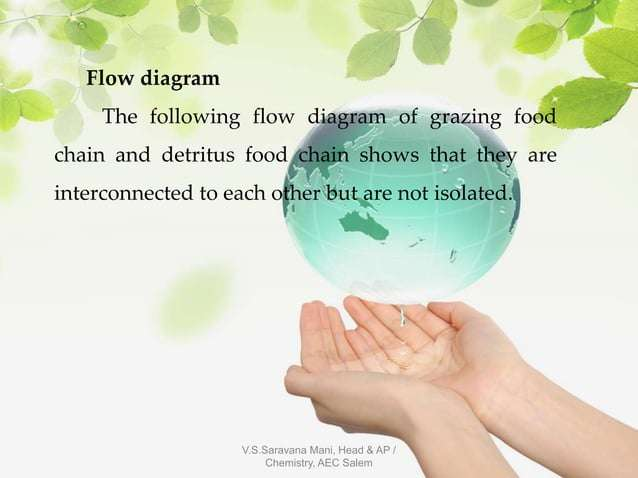 Flow diagram
The following flow diagram of grazing food
chain and detritus food chain shows that they are
interconnected to each other but are not isolated.
V.S.Saravana Mani, Head & AP /
Chemistry, AEC Salem